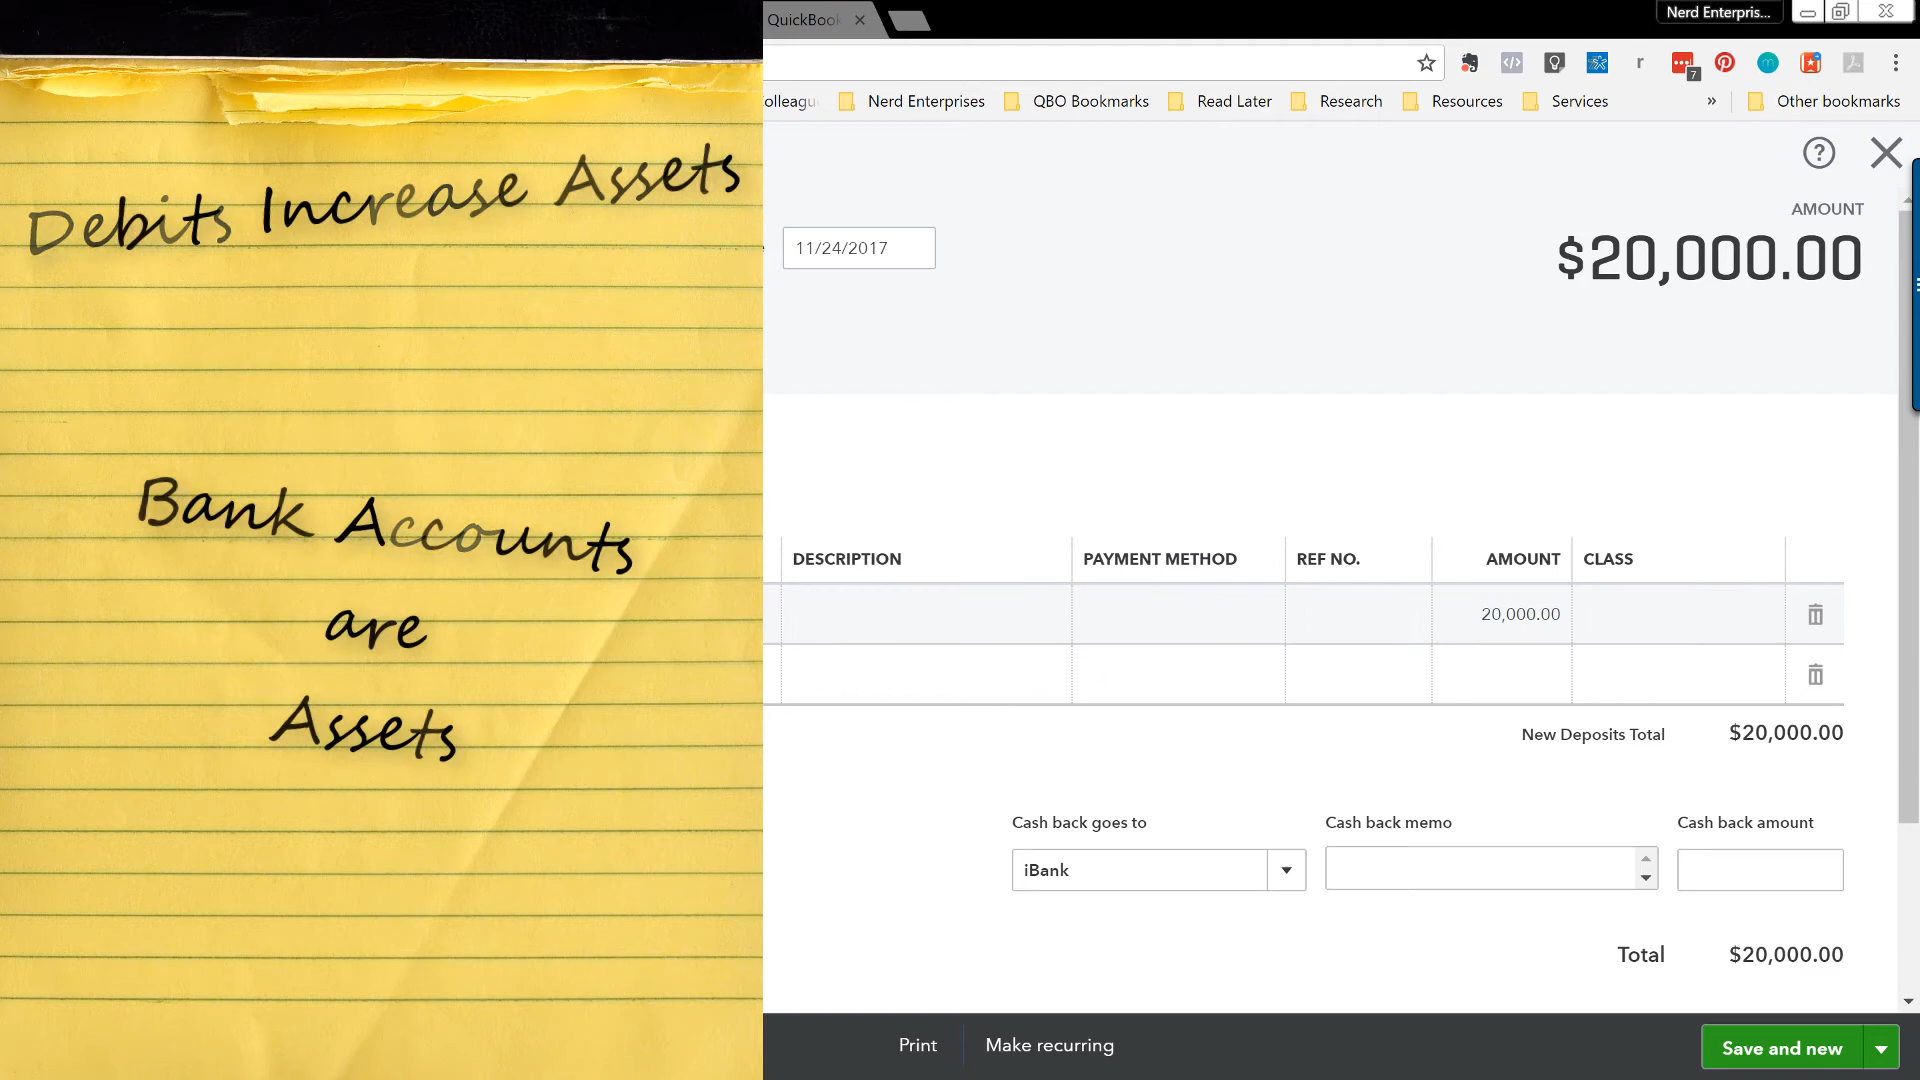 Debits Increase Assets
Bank Accounts
are
Assets
QuickBook
Nerd Enterpris...
7
Nerd Enterprises
QBO Bookmarks
Read Later
Research
Resources
Services
»
Other bookmarks
?
AMOUNT
11/24/2017
$20,000.00
DESCRIPTION
PAYMENT METHOD
REF NO.
AMOUNT
CLASS
20,000.00
New Deposits Total
$20,000.00
Cash back goes to
Cash back memo
Cash back amount
iBank
Total
$20,000.00
Print
Make recurring
Save and new